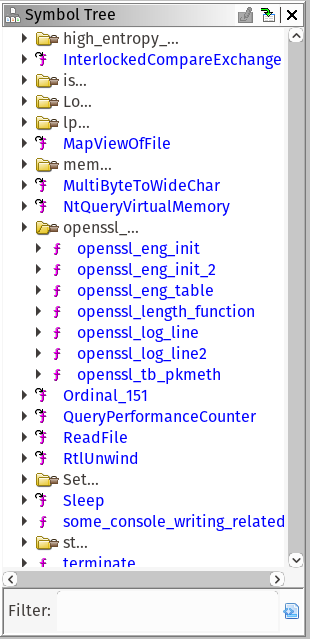 Symbol Tree
high_entropy_...
InterlockedCompareExchange
is...
Lo...
lp...
MapViewOfFile
mem...
MultiByteToWideChar
NtQueryVirtualMemory
openssl_...
openssl_eng_init
openssl_eng_init_2
openssl_eng_table
openssl_length_function
openssl_log_line
openssl_log_line2
openssl_tb_pkmeth
Ordinal_151
QueryPerformanceCounter
ReadFile
RtlUnwind
Set...
Sleep
some_console_writing_related
st...
terminate
Filter: